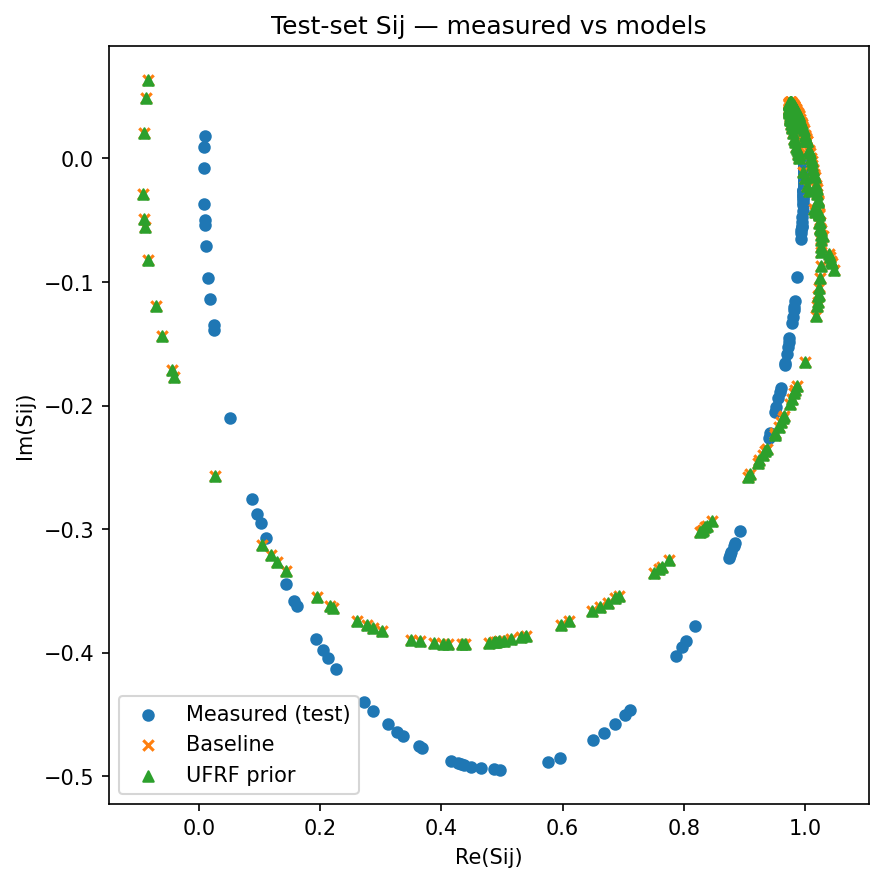 Test-set Sij — measured vs models
Im(Sij)
0.0
−0.1
−0.2
−0.3
−0.4
−0.5
Measured (test)
Baseline
UFRF prior
0.0 0.2 0.4 0.6 0.8 1.0
Re(Sij)